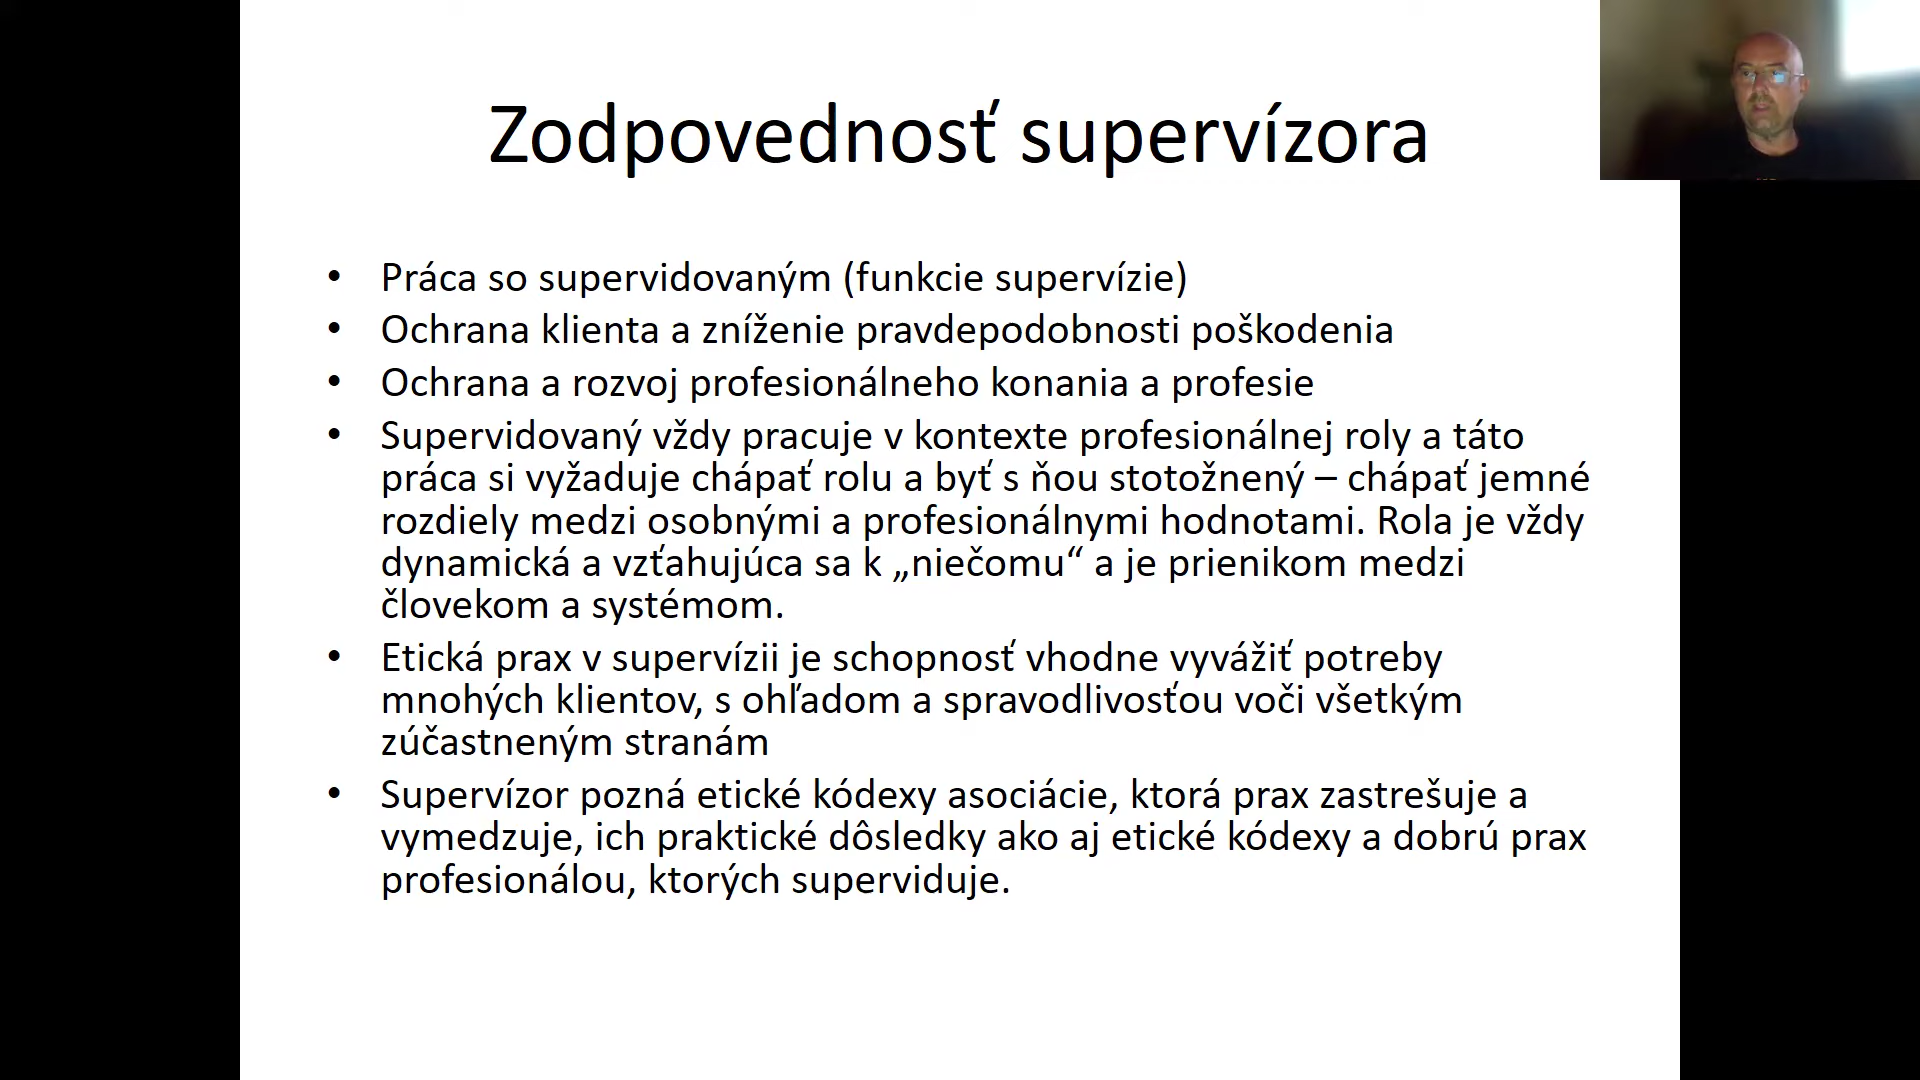 Zodpovednosť supervízora
• Práca so supervidovaným (funkcie supervízie)
• Ochrana klienta a zníženie pravdepodobnosti poškodenia
• Ochrana a rozvoj profesionálneho konania a profesie
• Supervidovaný vždy pracuje v kontexte profesionálnej roly a táto
práca si vyžaduje chápať rolu a byť s ňou stotožnený – chápať jemné
rozdiely medzi osobnými a profesionálnymi hodnotami. Rola je vždy
dynamická a vzťahujúca sa k „niečomu“ a je prienikom medzi
človekom a systémom.
• Etická prax v supervízii je schopnosť vhodne vyvážiť potreby
mnohých klientov, s ohľadom a spravodlivosťou voči všetkým
zúčastneným stranám
• Supervízor pozná etické kódexy asociácie, ktorá prax zastrešuje a
vymedzuje, ich praktické dôsledky ako aj etické kódexy a dobrú prax
profesionálou, ktorých superviduje.